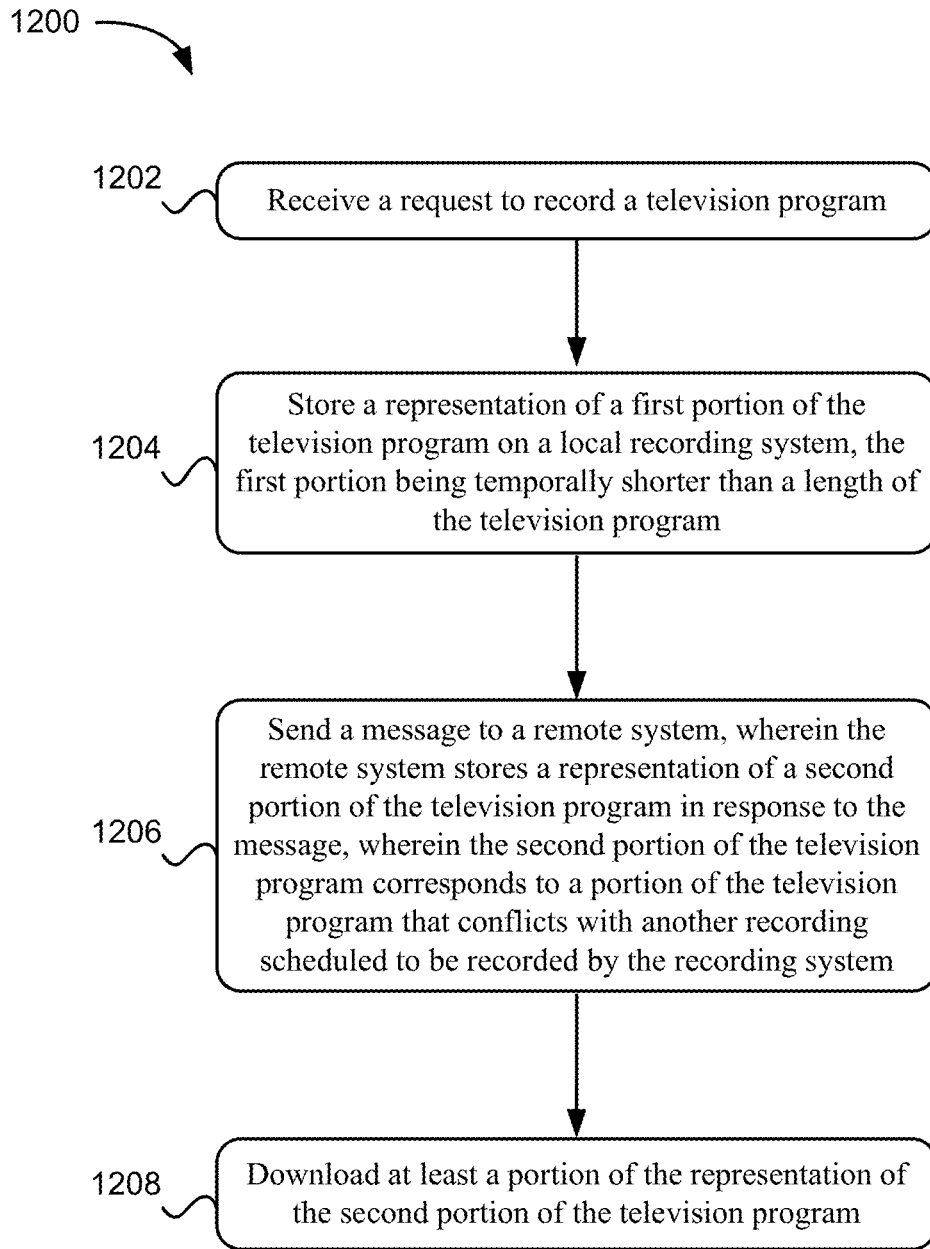 1200
1202
Receive a request to record a television program
1204
Store a representation of a first portion of the
television program on a local recording system, the
first portion being temporally shorter than a length of
the television program
1206
Send a message to a remote system, wherein the
remote system stores a representation of a second
portion of the television program in response to the
message, wherein the second portion of the television
program corresponds to a portion of the television
program that conflicts with another recording
scheduled to be recorded by the recording system
1208
Download at least a portion of the representation of
the second portion of the television program